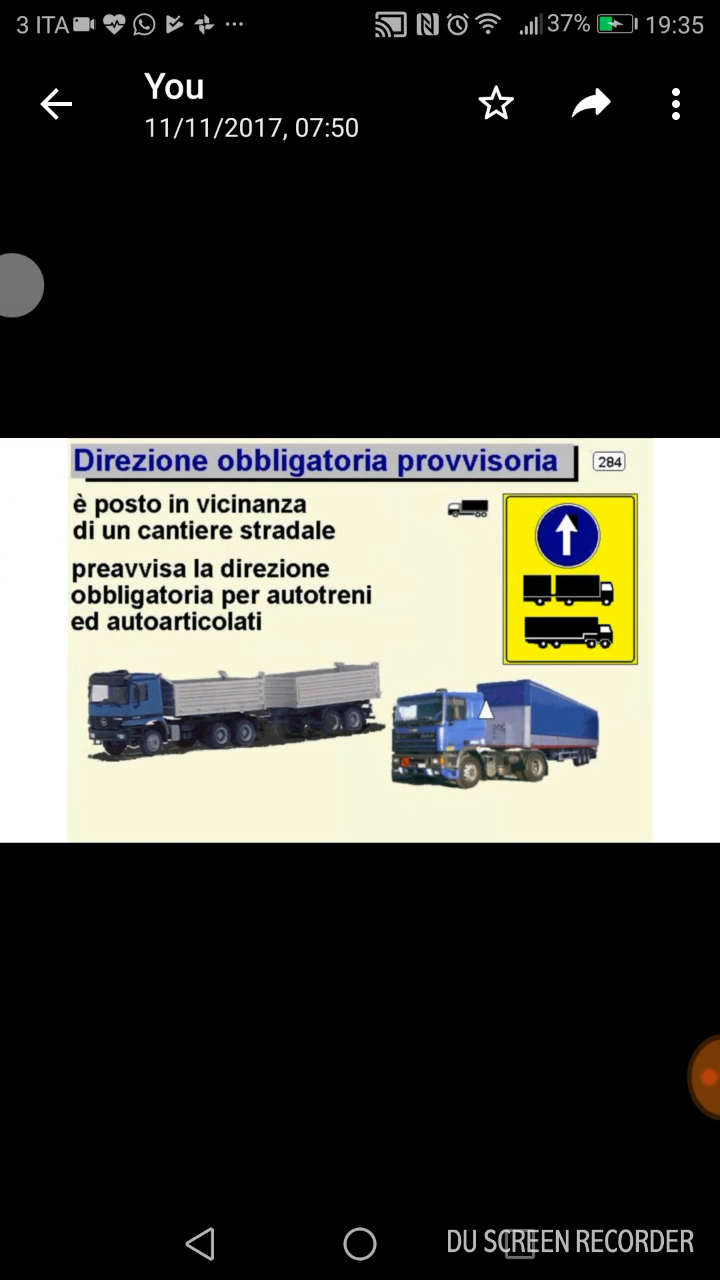 3 ITA 37% 19:35
You
11/11/2017, 07:50
Direzione obbligatoria provvisoria 284
è posto in vicinanza
di un cantiere stradale
preavvisa la direzione
obbligatoria per autotreni
ed autoarticolati
DU SCREEN RECORDER